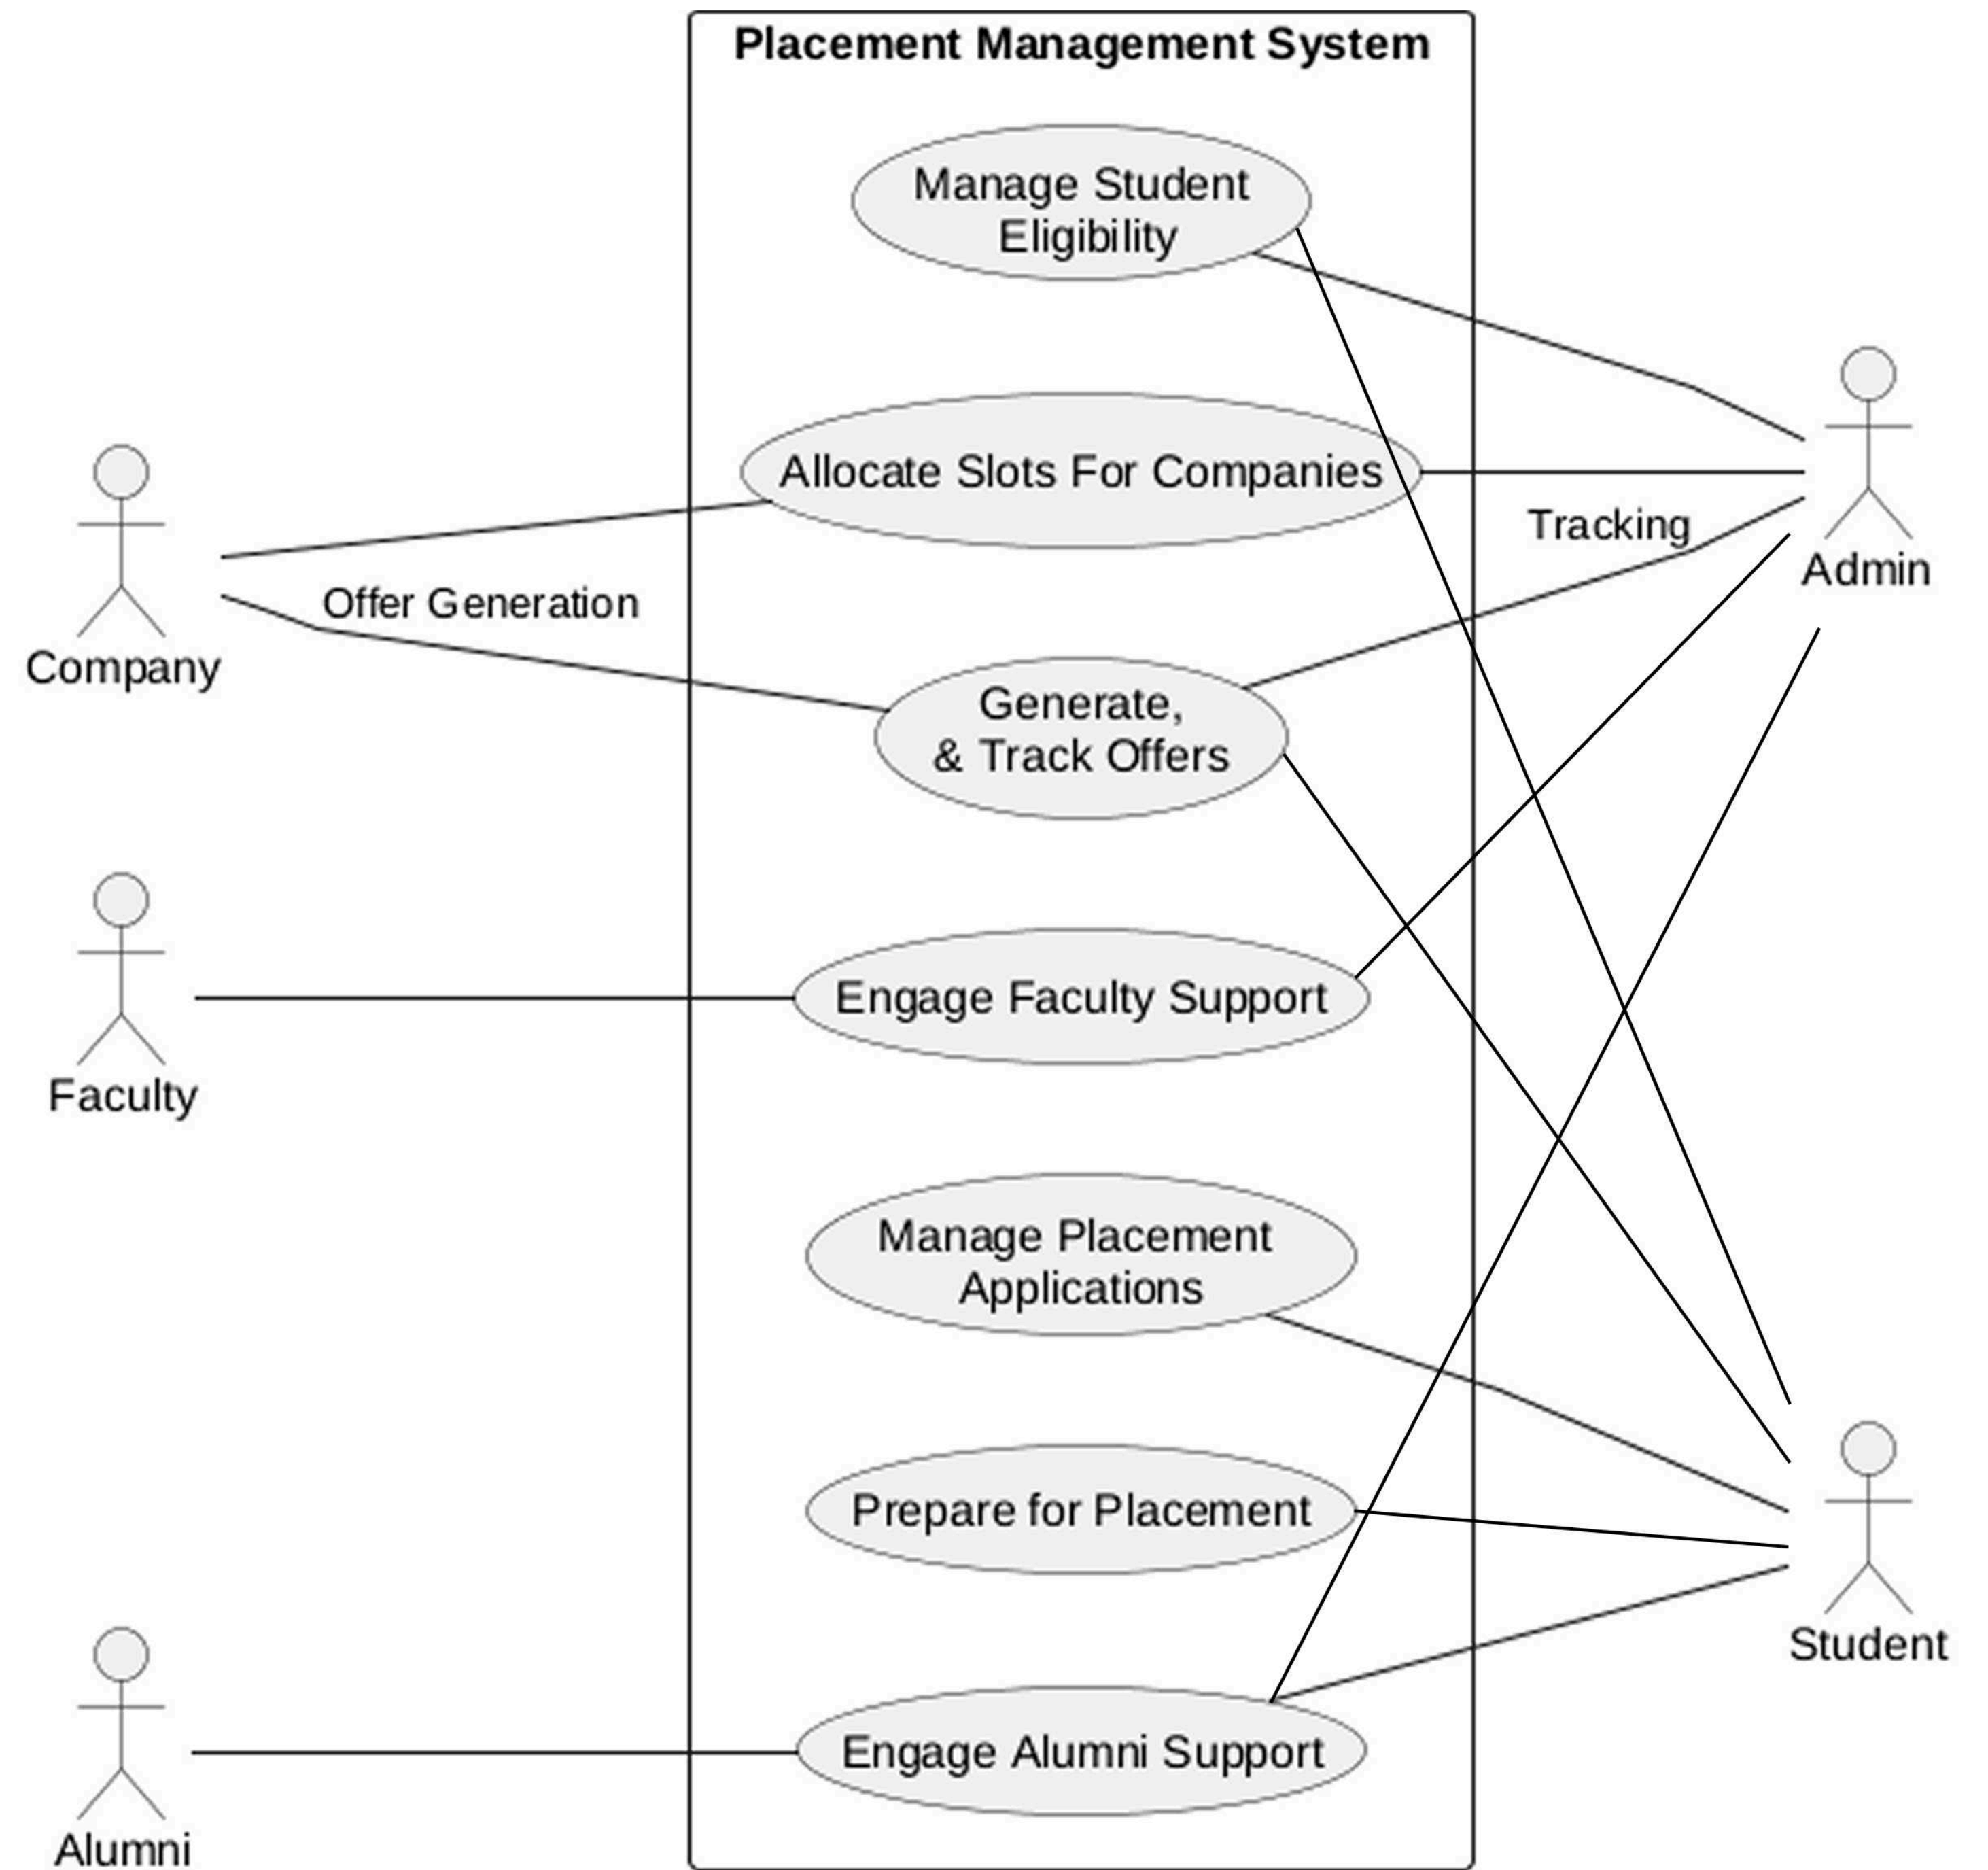 Placement Management System
Manage Student
Eligibility
Allocate Slots For Companies
Tracking
Admin
Offer Generation
Company
Generate,
& Track Offers
Engage Faculty Support
Faculty
Manage Placement
Applications
Prepare for Placement
Student
Engage Alumni Support
Alumni